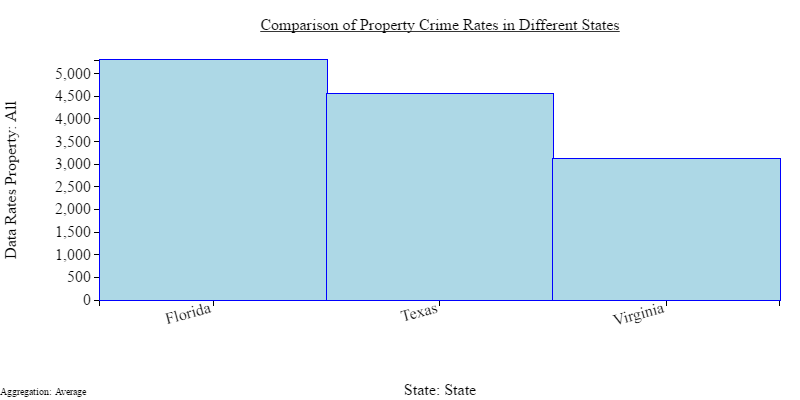 Comparison of Property Crime Rates in Different States
Data Rates Property: All
5,000
4,500
4,000
3,500
3,000
2,500
2,000
1,500
1,000
500
0
Florida
Texas
Virginia
State: State
Aggregation: Average